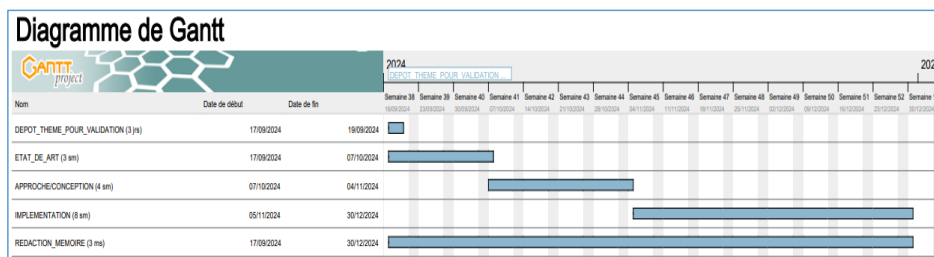 Diagramme de Gantt
GANTT project
2024
202
DEPOT_THEME_POUR_VALIDATION ...
Nom Date de début Date de fin
Semaine 38 Semaine 39 Semaine 40 Semaine 41 Semaine 42 Semaine 43 Semaine 44 Semaine 45 Semaine 46 Semaine 47 Semaine 48 Semaine 49 Semaine 50 Semaine 51 Semaine 52 Semaine
16/09/2024 23/09/2024 30/09/2024 07/10/2024 14/10/2024 21/10/2024 28/10/2024 04/11/2024 11/11/2024 18/11/2024 25/11/2024 02/12/2024 09/12/2024 16/12/2024 23/12/2024 30/12/2024
DEPOT_THEME_POUR_VALIDATION (3 jrs) 17/09/2024 19/09/2024
ETAT_DE_ART (3 sm) 17/09/2024 07/10/2024
APPROCHE/CONCEPTION (4 sm) 07/10/2024 04/11/2024
IMPLEMENTATION (8 sm) 05/11/2024 30/12/2024
REDACTION_MEMOIRE (3 ms) 17/09/2024 30/12/2024